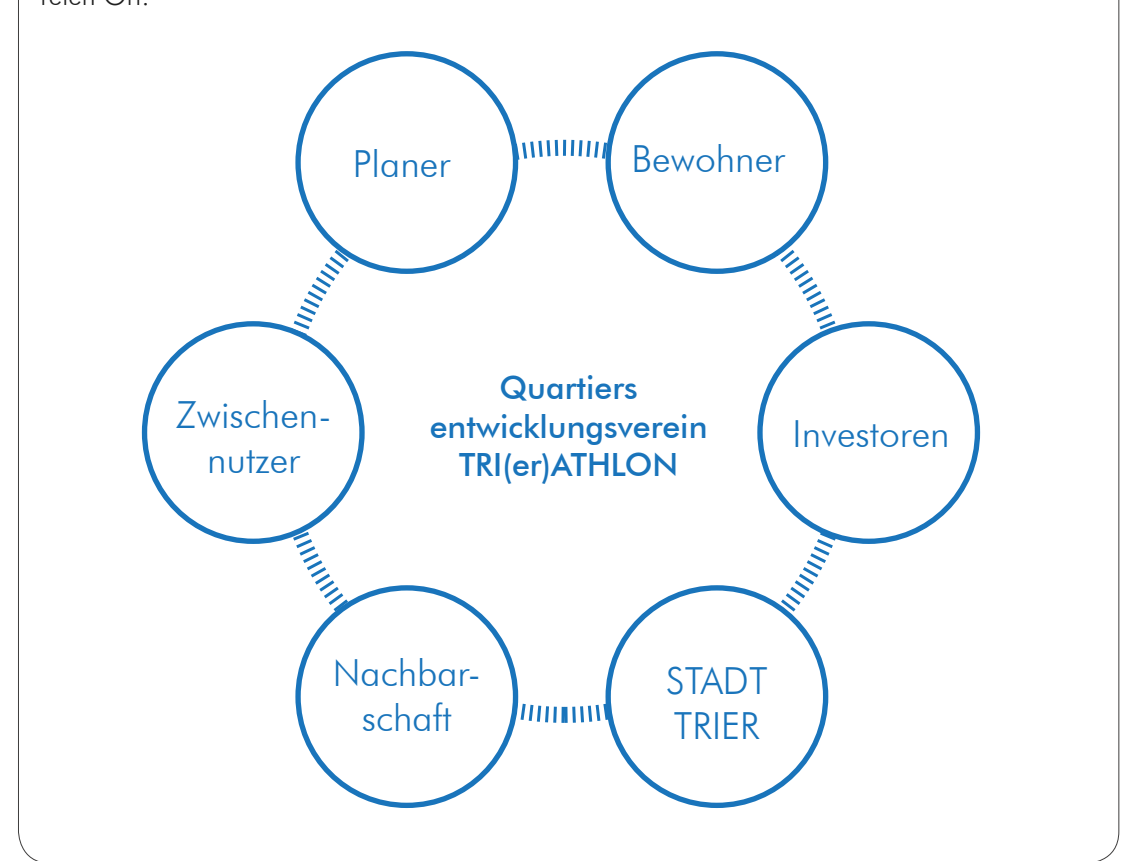 Planer
Bewohner
Zwischen-
nutzer
Quartiers
entwicklungsverein
TRI(er)ATHLON
Investoren
Nachbar-
schaft
STADT
TRIER